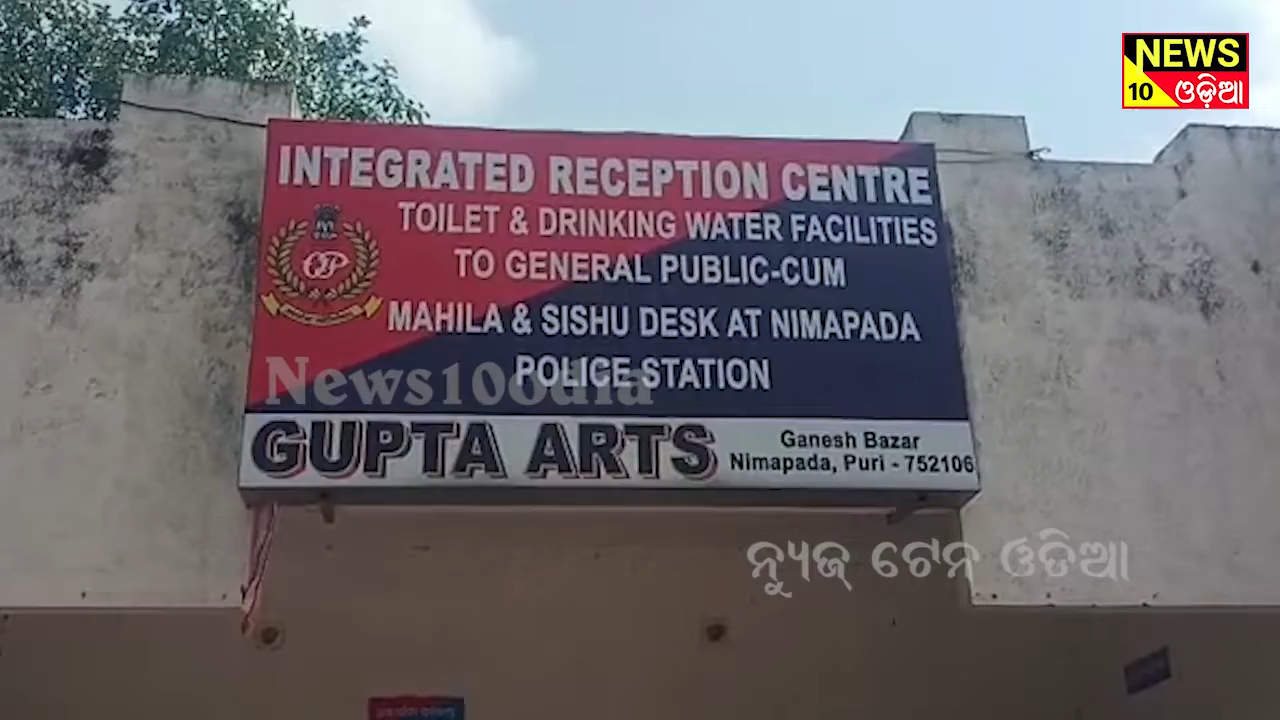 NEWS
10 ଓଡ଼ିଆ
INTEGRATED RECEPTION CENTRE
TOILET & DRINKING WATER FACILITIES
TO GENERAL PUBLIC-CUM
MAHILA & SISHU DESK AT NIMAPADA
POLICE STATION
OP
News10Odia
GUPTA ARTS
Ganesh Bazar
Nimapada, Puri - 752106
ନ୍ୟୁଜ୍ ଟେନ ଓଡିଆ